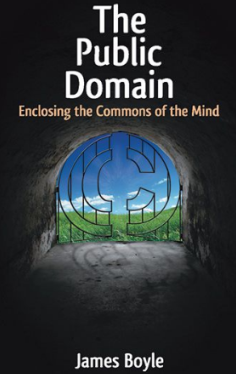 The
Public
Domain
Enclosing the Commons of the Mind
James Boyle